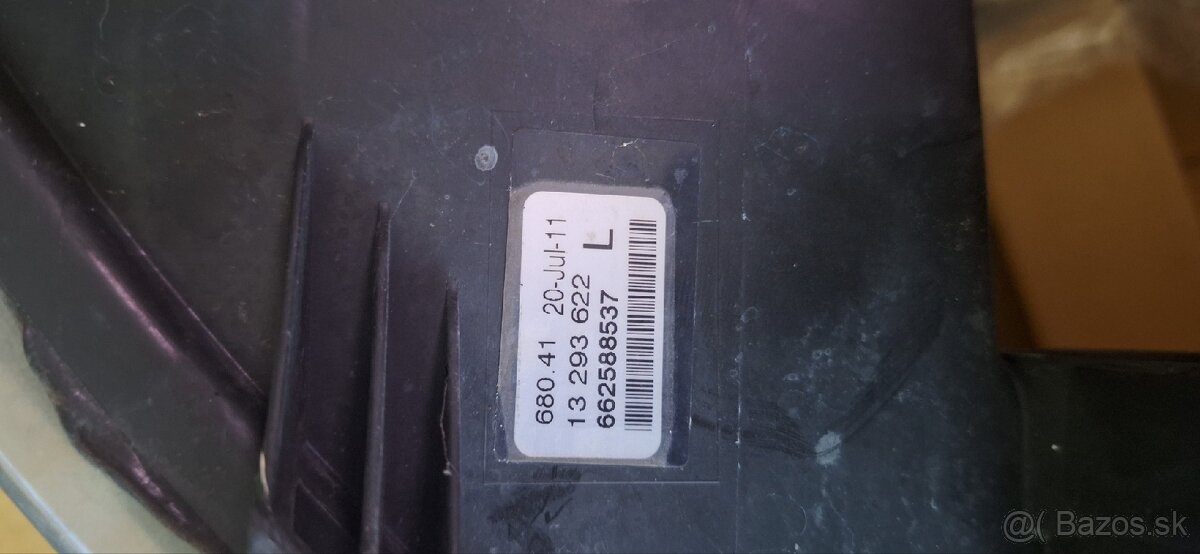 680.41 20-Jul-11
13 293 622 L
662588537
@( Bazos.sk